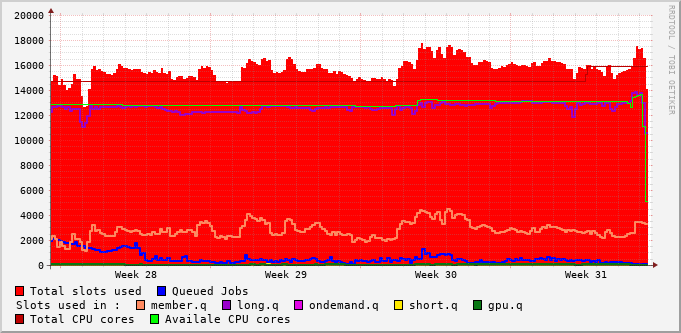 20000
18000
16000
14000
12000
10000
8000
6000
4000
2000
0
Week 28 Week 29 Week 30 Week 31
Total slots used Queued Jobs
Slots used in : member.q long.q ondemand.q short.q gpu.q
Total CPU cores Availale CPU cores
RRDTOOL / TOBI OETIKER